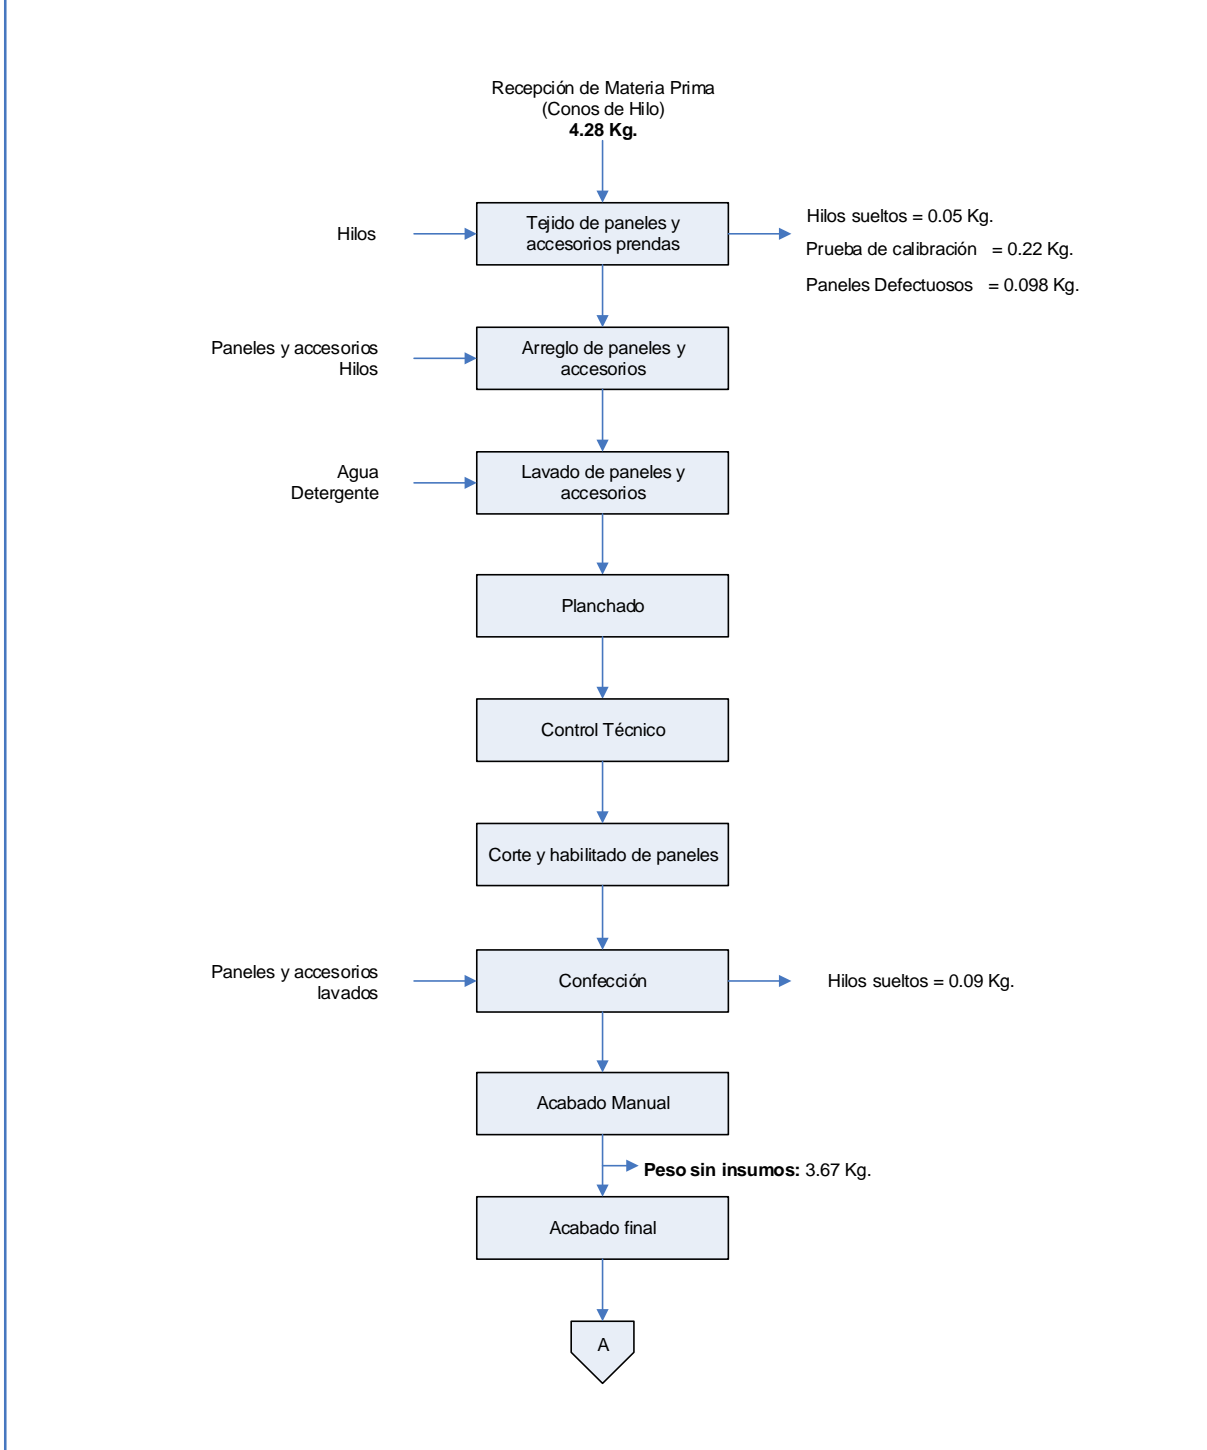 Recepción de Materia Prima
(Conos de Hilo)
4.28 Kg.
Hilos
Tejido de paneles y
accesorios prendas
Hilos sueltos = 0.05 Kg.
Prueba de calibración = 0.22 Kg.
Paneles Defectuosos = 0.098 Kg.
Paneles y accesorios
Hilos
Arreglo de paneles y
accesorios
Agua
Detergente
Lavado de paneles y
accesorios
Planchado
Control Técnico
Corte y habilitado de paneles
Paneles y accesorios
lavados
Confección
Hilos sueltos = 0.09 Kg.
Acabado Manual
Peso sin insumos: 3.67 Kg.
Acabado final
A